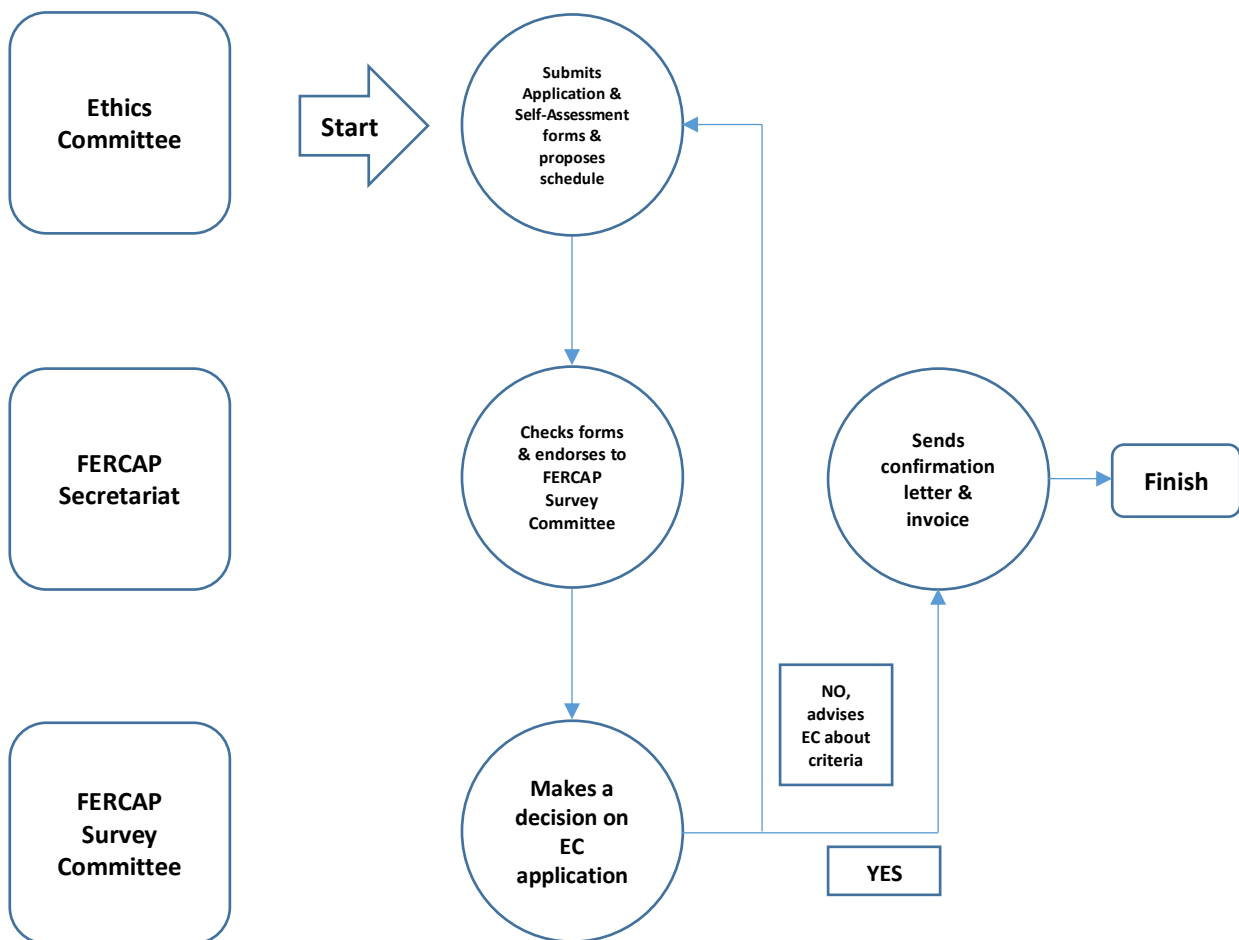 Ethics
Committee
Start
Submits
Application &
Self-Assessment
forms &
proposes
schedule
FERCAP
Secretariat
Checks forms
& endorses to
FERCAP
Survey
Committee
Sends
confirmation
letter &
invoice
Finish
NO,
advises
EC about
criteria
FERCAP
Survey
Committee
Makes a
decision on
EC
application
YES